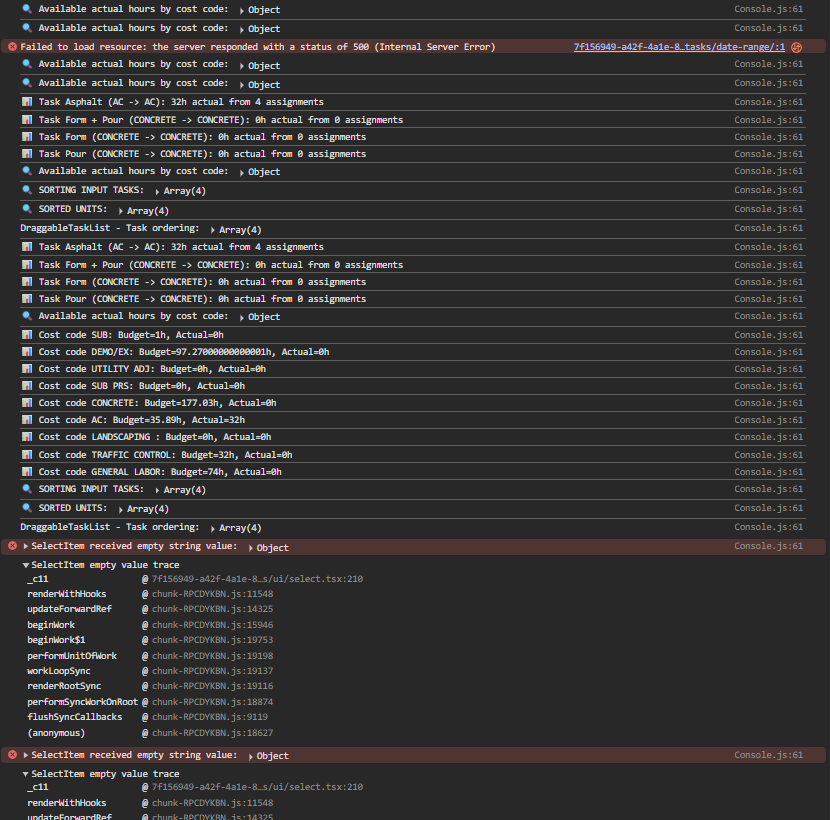 Available actual hours by cost code: Object Console.js:61
Available actual hours by cost code: Object Console.js:61
Failed to load resource: the server responded with a status of 500 (Internal Server Error) 7f156949-a42f-4a1e-8…tasks/date-range/:1
Available actual hours by cost code: Object Console.js:61
Available actual hours by cost code: Object Console.js:61
Task Asphalt (AC -> AC): 32h actual from 4 assignments Console.js:61
Task Form + Pour (CONCRETE -> CONCRETE): 0h actual from 0 assignments Console.js:61
Task Form (CONCRETE -> CONCRETE): 0h actual from 0 assignments Console.js:61
Task Pour (CONCRETE -> CONCRETE): 0h actual from 0 assignments Console.js:61
Available actual hours by cost code: Object Console.js:61
SORTING INPUT TASKS: Array(4) Console.js:61
SORTED UNITS: Array(4) Console.js:61
DraggableTaskList - Task ordering: Array(4) Console.js:61
Task Asphalt (AC -> AC): 32h actual from 4 assignments Console.js:61
Task Form + Pour (CONCRETE -> CONCRETE): 0h actual from 0 assignments Console.js:61
Task Form (CONCRETE -> CONCRETE): 0h actual from 0 assignments Console.js:61
Task Pour (CONCRETE -> CONCRETE): 0h actual from 0 assignments Console.js:61
Available actual hours by cost code: Object Console.js:61
Cost code SUB: Budget=1h, Actual=0h Console.js:61
Cost code DEMO/EX: Budget=97.27000000000001h, Actual=0h Console.js:61
Cost code UTILITY ADJ: Budget=0h, Actual=0h Console.js:61
Cost code SUB PRS: Budget=0h, Actual=0h Console.js:61
Cost code CONCRETE: Budget=177.03h, Actual=0h Console.js:61
Cost code AC: Budget=35.89h, Actual=32h Console.js:61
Cost code LANDSCAPING : Budget=0h, Actual=0h Console.js:61
Cost code TRAFFIC CONTROL: Budget=32h, Actual=0h Console.js:61
Cost code GENERAL LABOR: Budget=74h, Actual=0h Console.js:61
SORTING INPUT TASKS: Array(4) Console.js:61
SORTED UNITS: Array(4) Console.js:61
DraggableTaskList - Task ordering: Array(4) Console.js:61
SelectItem received empty string value: Object Console.js:61
SelectItem empty value trace
_c11 @ 7f156949-a42f-4a1e-8…s/ui/select.tsx:210
renderWithHooks @ chunk-RPCDYKBN.js:11548
updateForwardRef @ chunk-RPCDYKBN.js:14325
beginWork @ chunk-RPCDYKBN.js:15946
beginWork$1 @ chunk-RPCDYKBN.js:19753
performUnitOfWork @ chunk-RPCDYKBN.js:19198
workLoopSync @ chunk-RPCDYKBN.js:19137
renderRootSync @ chunk-RPCDYKBN.js:19116
performSyncWorkOnRoot @ chunk-RPCDYKBN.js:18874
flushSyncCallbacks @ chunk-RPCDYKBN.js:9119
(anonymous) @ chunk-RPCDYKBN.js:18627
SelectItem received empty string value: Object Console.js:61
SelectItem empty value trace
_c11 @ 7f156949-a42f-4a1e-8…s/ui/select.tsx:210
renderWithHooks @ chunk-RPCDYKBN.js:11548
updateForwardRef @ chunk-RPCDYKBN.js:14325